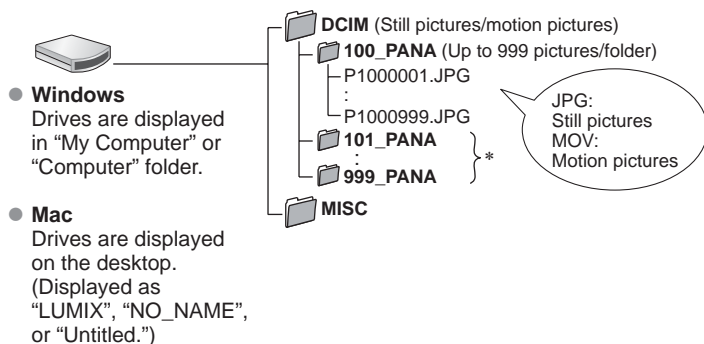 DCIM (Still pictures/motion pictures)
100_PANA (Up to 999 pictures/folder)
P1000001.JPG
:
P1000999.JPG
101_PANA
:
999_PANA
*
MISC
JPG:
Still pictures
MOV:
Motion pictures
● Windows
Drives are displayed
in “My Computer” or
“Computer” folder.
● Mac
Drives are displayed
on the desktop.
(Displayed as
“LUMIX”, “NO_NAME”,
or “Untitled.”)